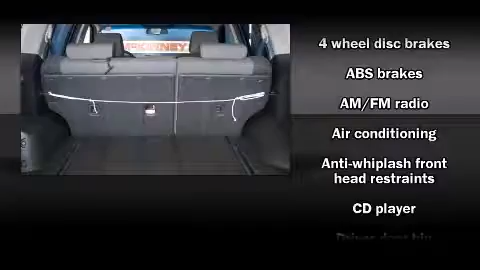 4 wheel disc brakes
ABS brakes
AM/FM radio
Air conditioning
Anti-whiplash front
head restraints
CD player